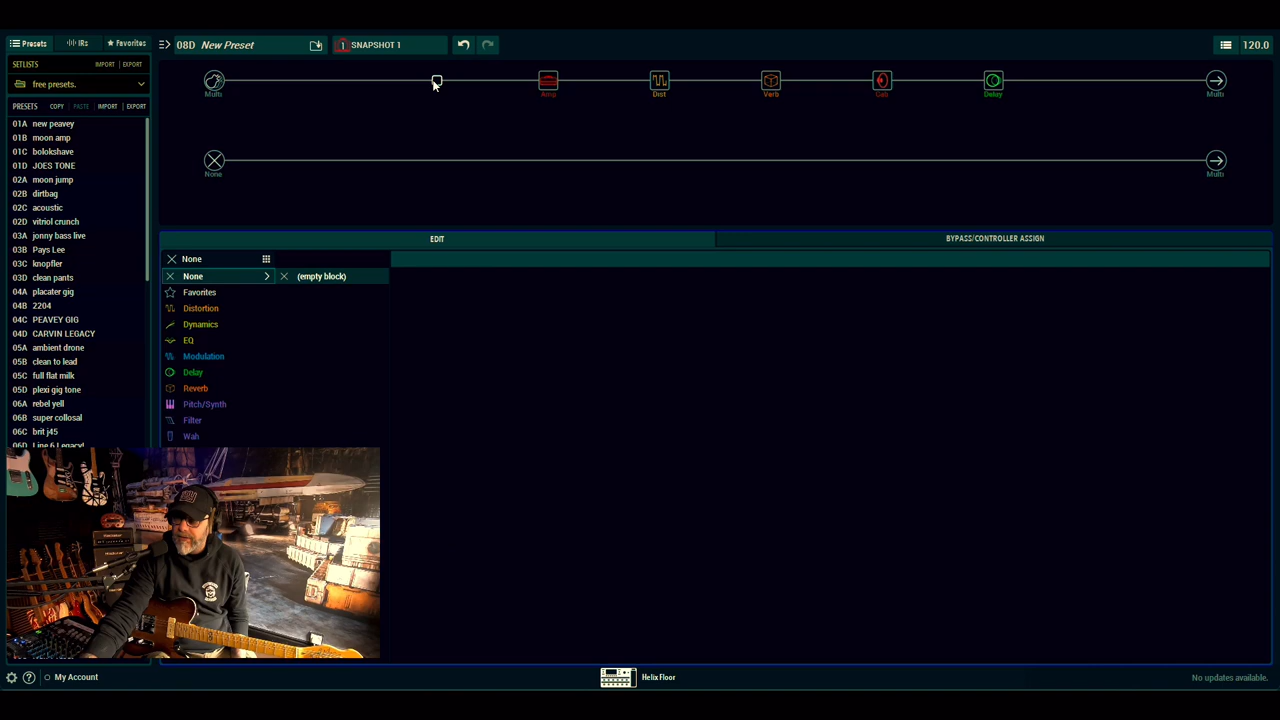 Presets IRs Favorites 08D New Preset 1 SNAPSHOT 1 120.0
SETLISTS IMPORT EXPORT
free presets.
Multi Amp Dist Verb Cab Delay Multi
PRESETS COPY PASTE IMPORT EXPORT
01A new peavey
01B moon amp
01C bolokshave
01D JOES TONE
02A moon jump
02B dirtbag
02C acoustic
02D vitriol crunch
03A jonny bass live
03B Pays Lee
03C knopfler
03D clean pants
04A placater gig
04B 2204
04C PEAVEY GIG
04D CARVIN LEGACY
05A ambient drone
05B clean to lead
05C full flat milk
05D plexi gig tone
06A rebel yell
06B super collosal
06C brit j45
06D Line 6 Legacy!
None Multi
EDIT BYPASS/CONTROLLER ASSIGN
None
None (empty block)
Favorites
Distortion
Dynamics
EQ
Modulation
Delay
Reverb
Pitch/Synth
Filter
Wah
My Account Helix Floor No updates available.